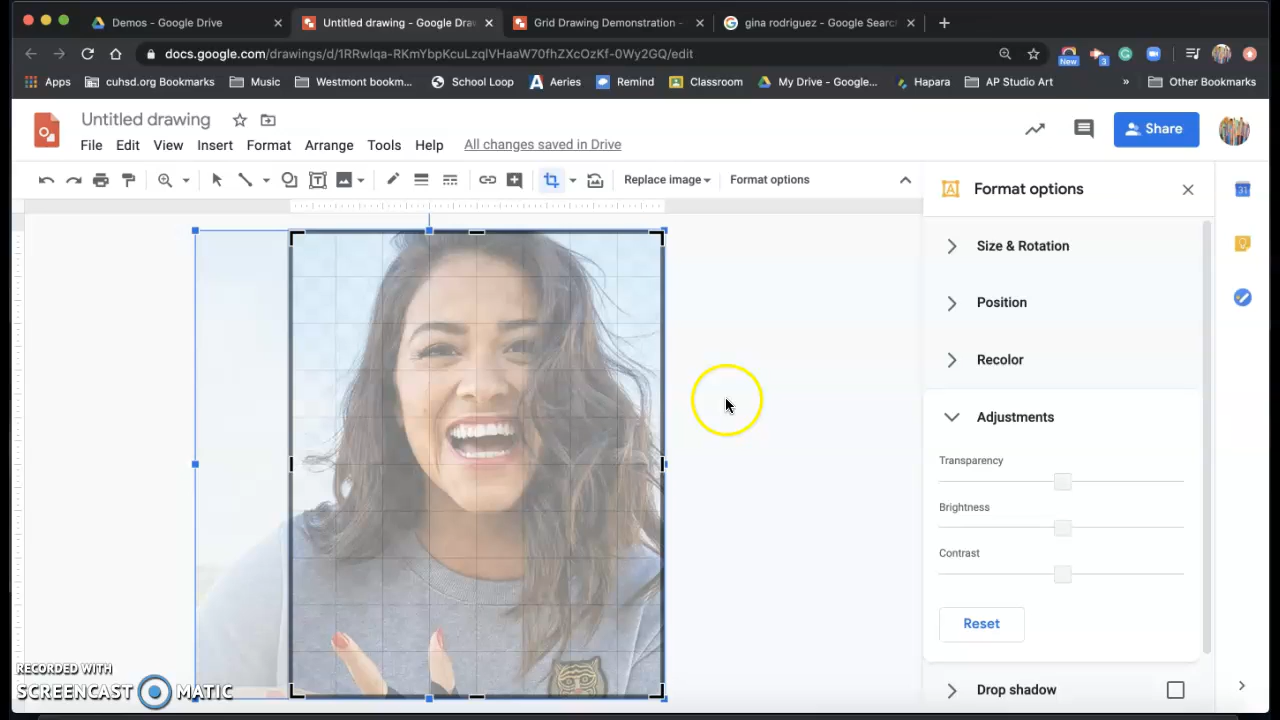 Demos - Google Drive
Untitled drawing - Google Draw
Grid Drawing Demonstration -
gina rodriguez - Google Search
docs.google.com/drawings/d/1RRwIqa-RKmYbpKcuLzqlVHaaW70fhZXcOzKf-0Wy2GQ/edit
New
3
Apps
cuhsd.org Bookmarks
Music
Westmont bookm...
School Loop
Aeries
Remind
Classroom
My Drive - Google...
Hapara
AP Studio Art
»
Other Bookmarks
Untitled drawing
File Edit View Insert Format Arrange Tools Help All changes saved in Drive
Share
Replace image
Format options
Format options
Size & Rotation
Position
Recolor
Adjustments
Transparency
Brightness
Contrast
Reset
Drop shadow
31
RECORDED WITH
SCREENCAST MATIC